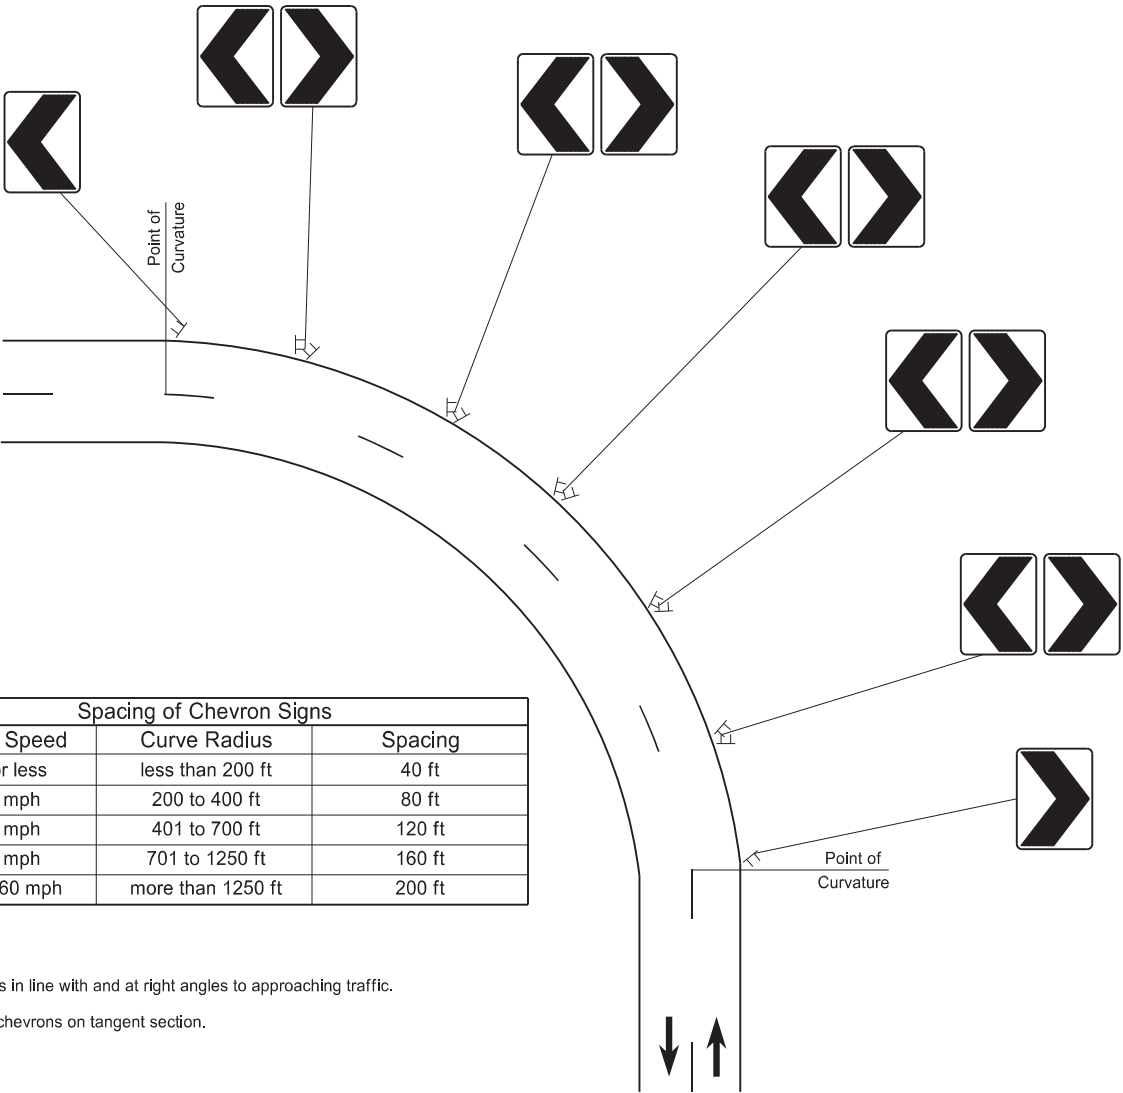 Point of
Curvature
Spacing of Chevron Signs
Speed Curve Radius Spacing
or less less than 200 ft 40 ft
mph 200 to 400 ft 80 ft
mph 401 to 700 ft 120 ft
mph 701 to 1250 ft 160 ft
60 mph more than 1250 ft 200 ft
Point of
Curvature
s in line with and at right angles to approaching traffic.
chevrons on tangent section.